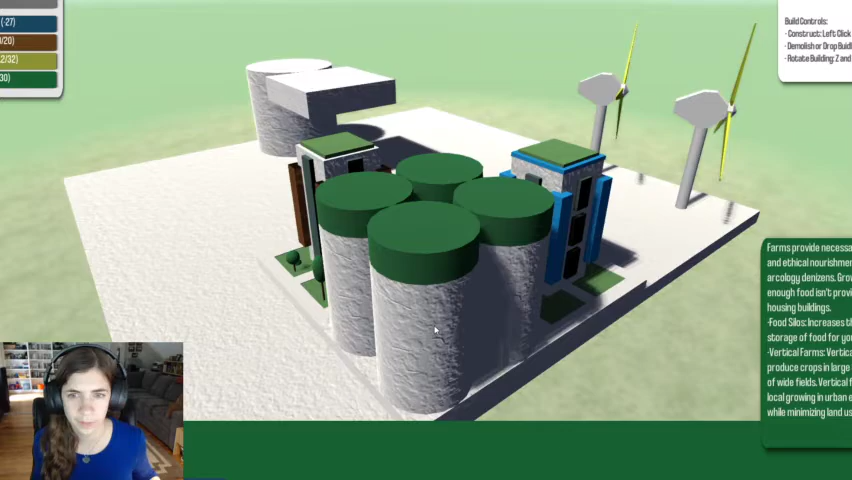 (-27)
/20)
2/32)
30)
Build Controls:
· Construct: Left Click
· Demolish or Drop Buildi
· Rotate Building: Z and
Farms provide necessa
and ethical nourishme
arcology denizens. Gro
enough food isn't provi
housing buildings.
·Food Silos: Increases th
storage of food for you
·Vertical Farms: Vertica
produce crops in large
of wide fields. Vertical f
local growing in urban e
while minimizing land us